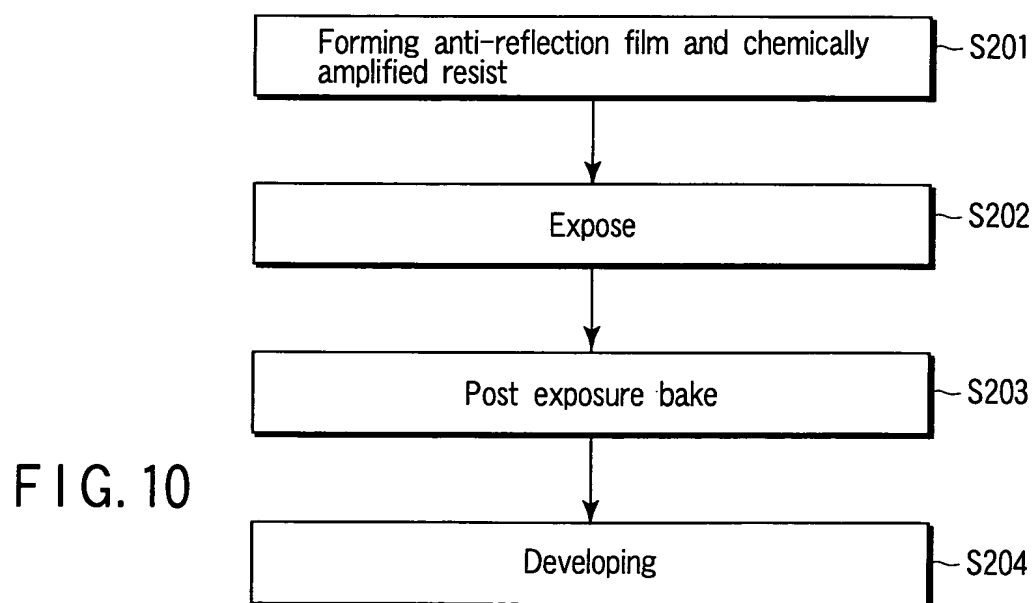 Forming anti-reflection film and chemically
amplified resist
S201
Expose
S202
Post exposure bake
S203
FIG. 10
Developing
S204